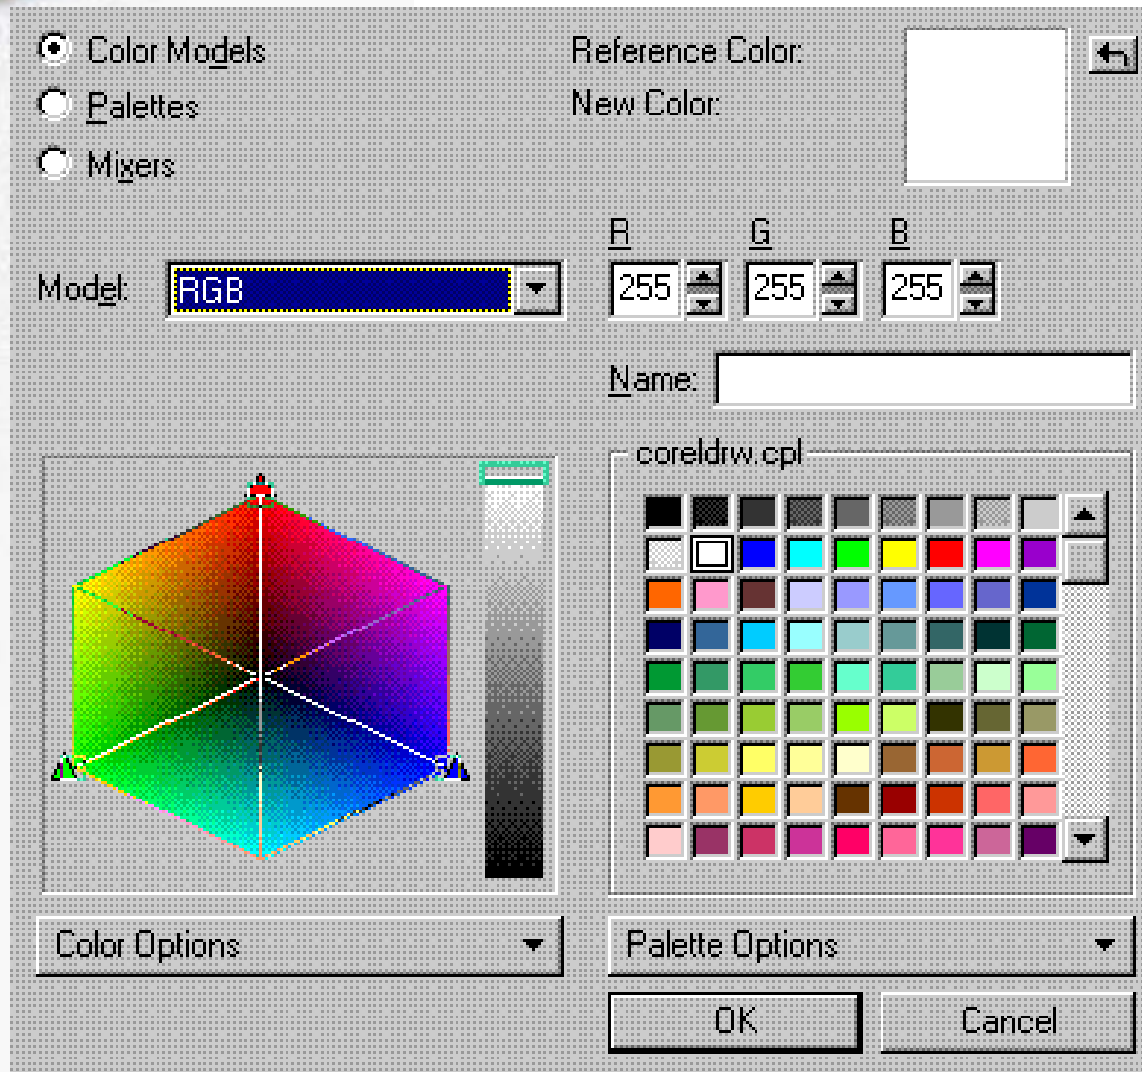 Color Models
Reference Color:
Palettes
New Color:
Mixers
R G B
Model: RGB 255 255 255
Name:
coreldrw.cpl
Color Options
Palette Options
OK
Cancel